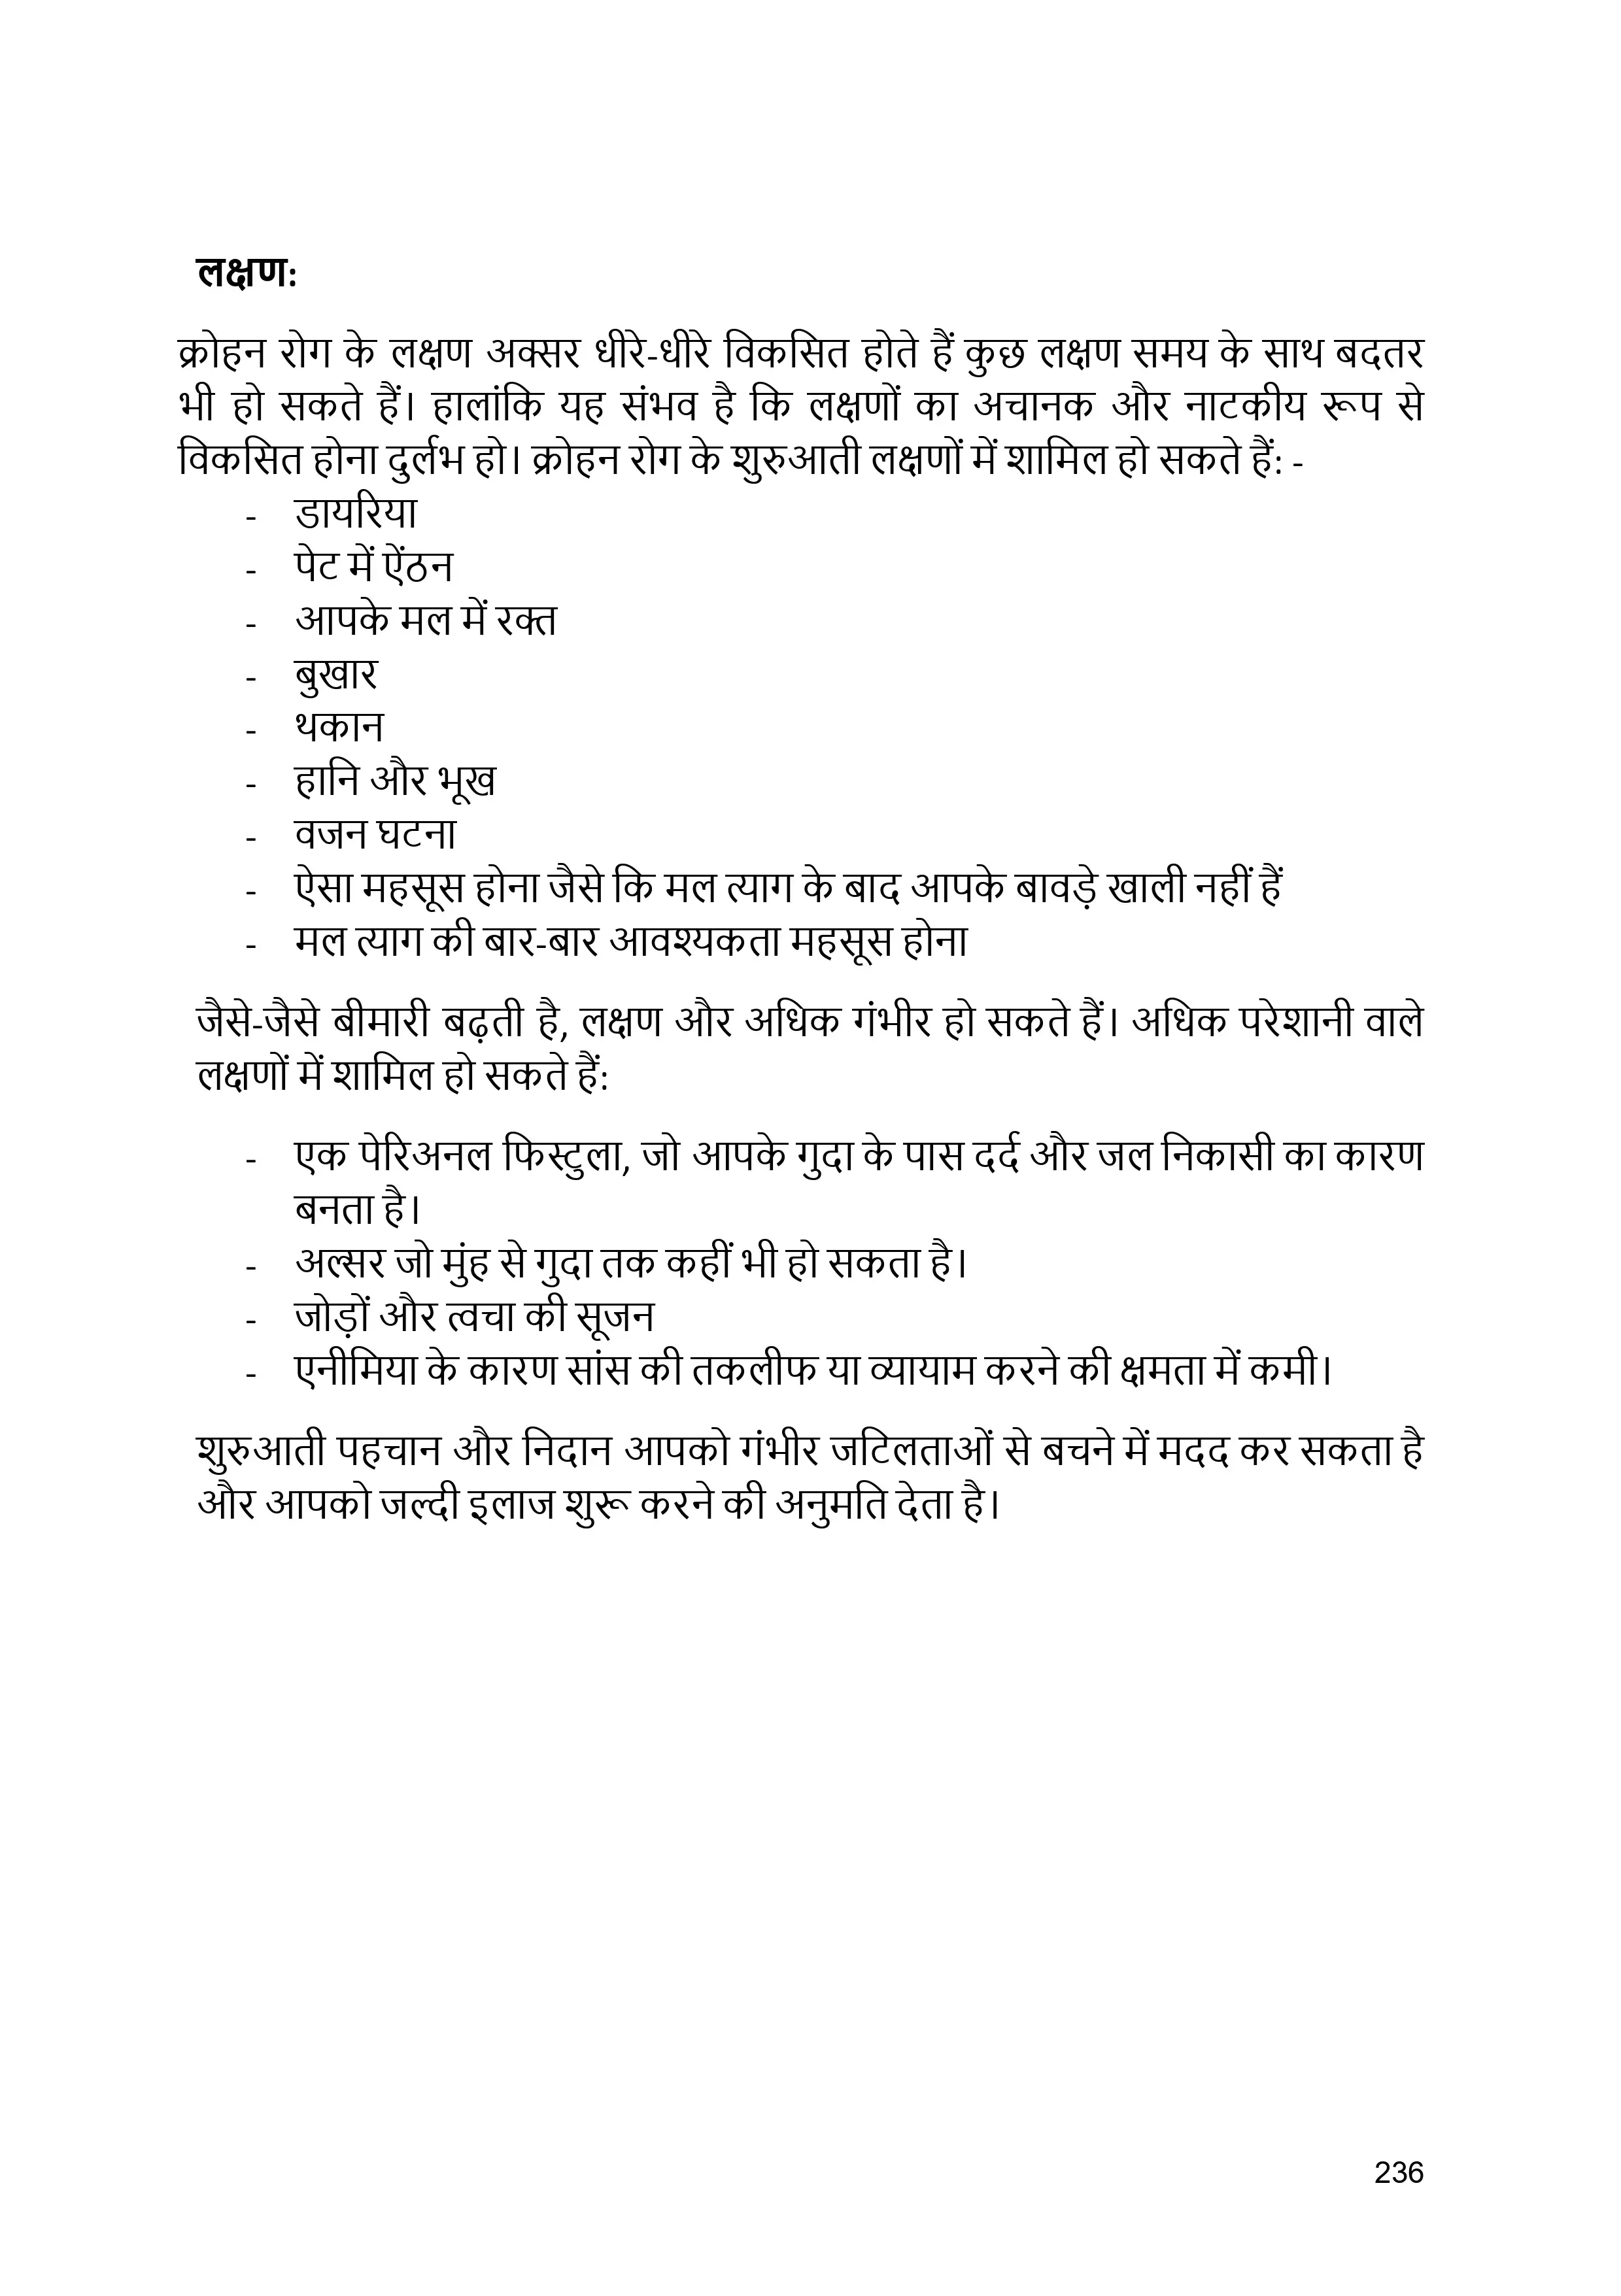 लक्षण:
क्रोहन रोग के लक्षण अक्सर धीरे-धीरे विकसित होते हैं कुछ लक्षण समय के साथ बदतर
भी हो सकते हैं। हालांकि यह संभव है कि लक्षणों का अचानक और नाटकीय रूप से
विकसित होना दुर्लभ हो। क्रोहन रोग के शुरुआती लक्षणों में शामिल हो सकते हैं: -
- डायरिया
- पेट में ऐंठन
- आपके मल में रक्त
- बुखार
- थकान
- हानि और भूख
- वजन घटना
- ऐसा महसूस होना जैसे कि मल त्याग के बाद आपके बावड़े खाली नहीं हैं
- मल त्याग की बार-बार आवश्यकता महसूस होना
जैसे-जैसे बीमारी बढ़ती है, लक्षण और अधिक गंभीर हो सकते हैं। अधिक परेशानी वाले
लक्षणों में शामिल हो सकते हैं:
- एक पेरिअनल फिस्टुला, जो आपके गुदा के पास दर्द और जल निकासी का कारण
बनता है।
- अल्सर जो मुंह से गुदा तक कहीं भी हो सकता है।
- जोड़ों और त्वचा की सूजन
- एनीमिया के कारण सांस की तकलीफ या व्यायाम करने की क्षमता में कमी।
शुरुआती पहचान और निदान आपको गंभीर जटिलताओं से बचने में मदद कर सकता है
और आपको जल्दी इलाज शुरू करने की अनुमति देता है।
236